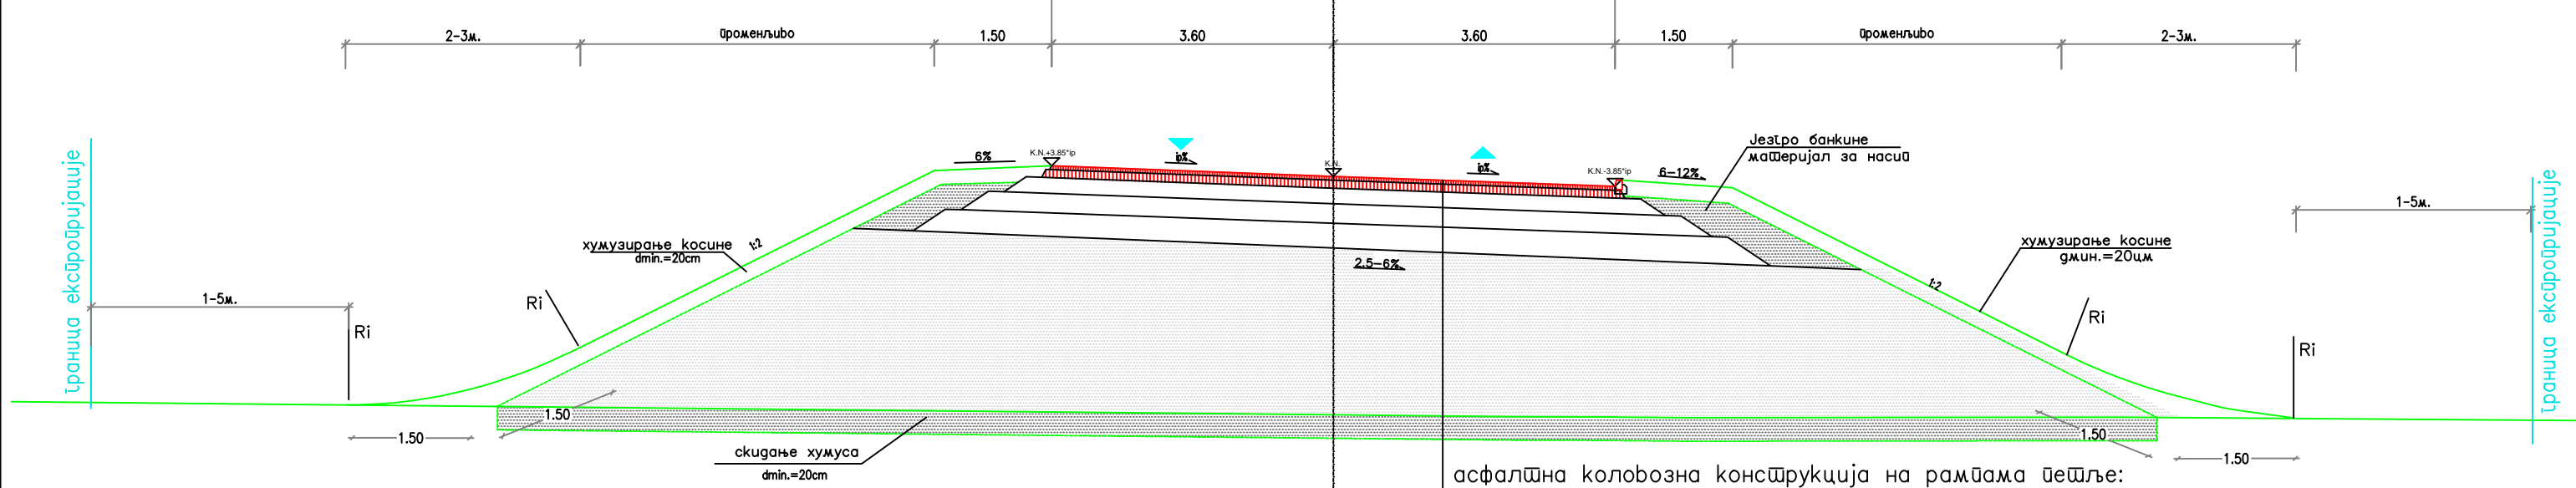 2-3м.
променљиво
1.50
3.60
3.60
1.50
променљиво
2-3м.
граница експропријације
граница експропријације
1-5м.
1-5м.
6%
K.N.+3.85*ip
ip%
K.N.
ip%
K.N.-3.85*ip
6-12%
Језгро банкине
материјал за насип
хумузирање косине
dmin.=20cm
1:2
2.5-6%
1:2
хумузирање косине
дмин.=20цм
Ri
Ri
Ri
Ri
1.50
1.50
1.50
1.50
скидање хумуса
dmin.=20cm
асфалтна коловозна конструкција на рампама петље: